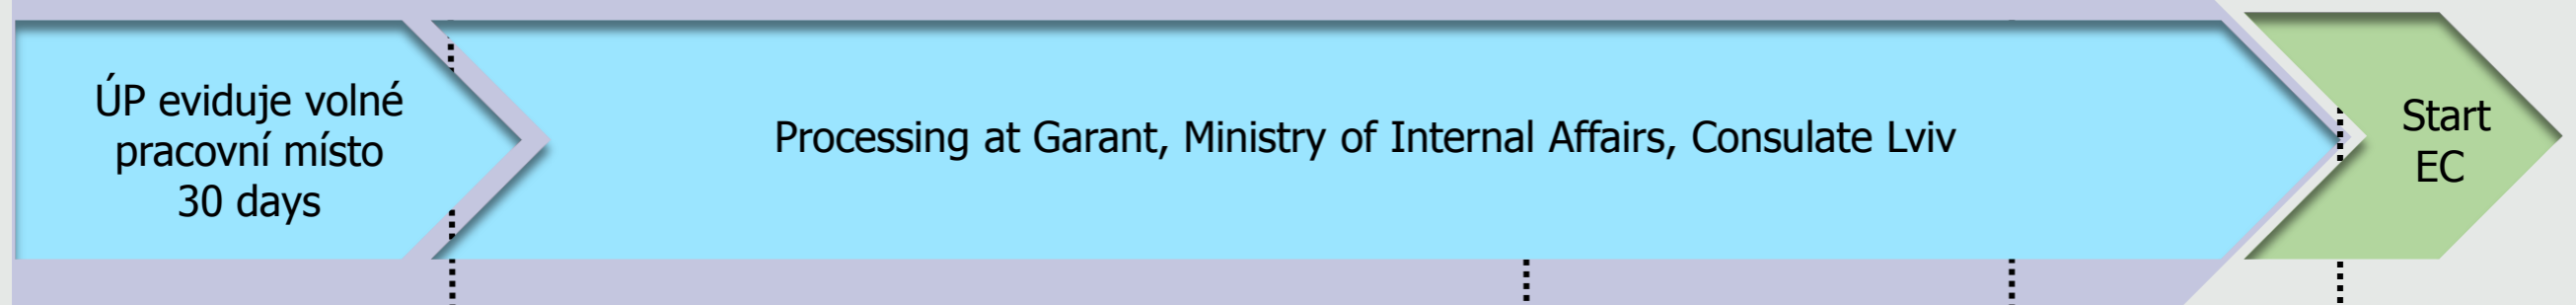 ÚP eviduje volné
pracovní místo
30 days
Processing at Garant, Ministry of Internal Affairs, Consulate Lviv
Start
EC